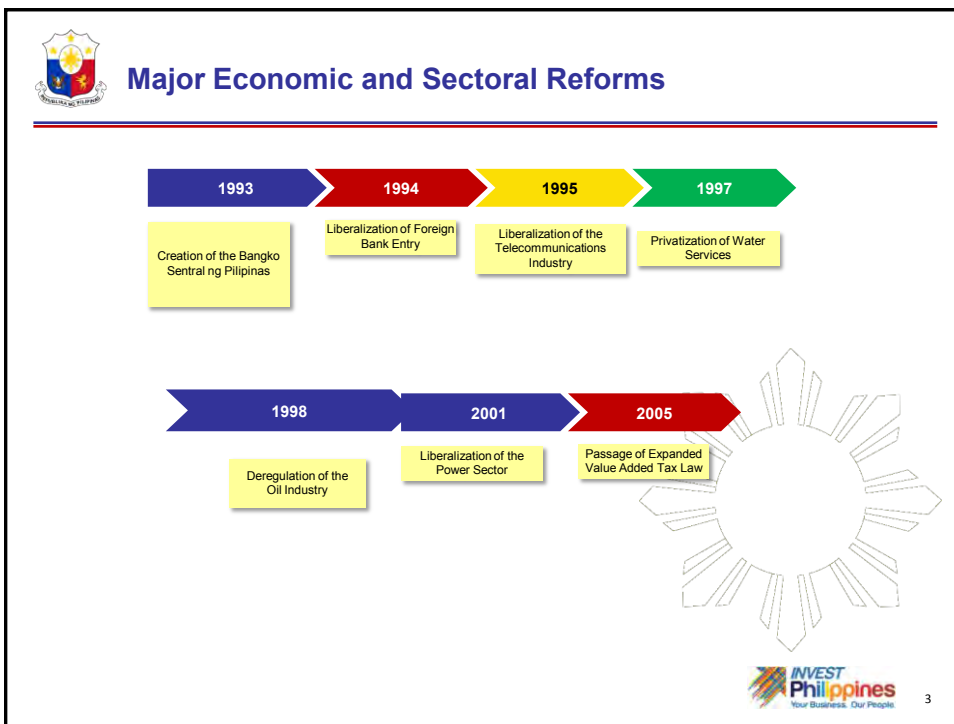 REPUBLIKA NG PILIPINAS
Major Economic and Sectoral Reforms
1993
1994
1995
1997
Creation of the Bangko
Sentral ng Pilipinas
Liberalization of Foreign
Bank Entry
Liberalization of the
Telecommunications
Industry
Privatization of Water
Services
1998
2001
2005
Deregulation of the
Oil Industry
Liberalization of the
Power Sector
Passage of Expanded
Value Added Tax Law
INVEST
Philippines
Your Business. Our People.
3